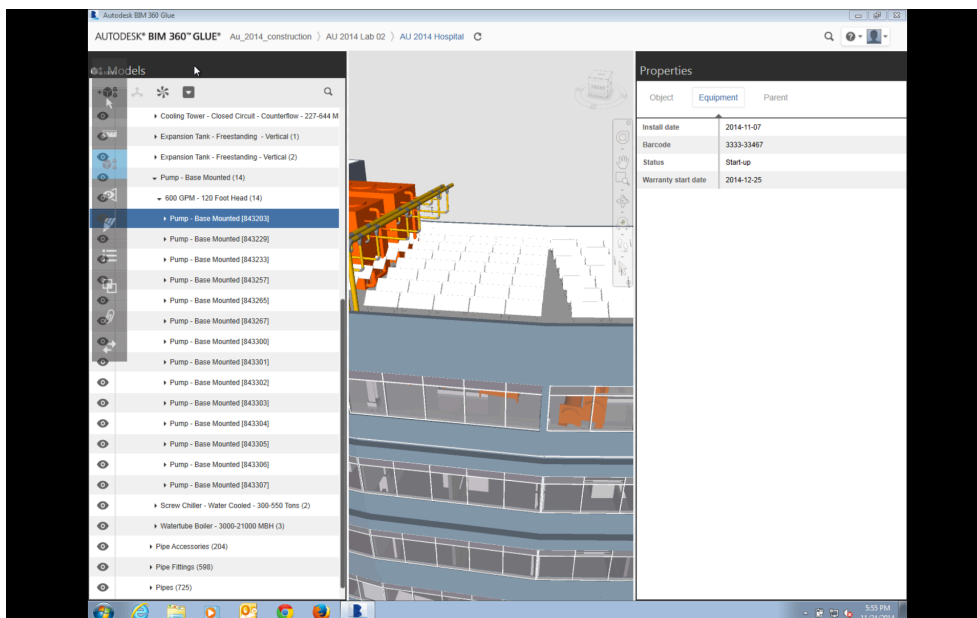 Autodesk BIM 360 Glue
AUTODESK® BIM 360™ GLUE® Au_2014_construction 〉 AU 2014 Lab 02 〉 AU 2014 Hospital
Models
Properties
Object Equipment Parent
Cooling Tower - Closed Circuit - Counterflow - 227-644 M
Expansion Tank - Freestanding - Vertical (1)
Expansion Tank - Freestanding - Vertical (2)
Pump - Base Mounted (14)
600 GPM - 120 Foot Head (14)
Pump - Base Mounted [843203]
Pump - Base Mounted [843229]
Pump - Base Mounted [843233]
Pump - Base Mounted [843257]
Pump - Base Mounted [843265]
Pump - Base Mounted [843267]
Pump - Base Mounted [843300]
Pump - Base Mounted [843301]
Pump - Base Mounted [843302]
Pump - Base Mounted [843303]
Pump - Base Mounted [843304]
Pump - Base Mounted [843305]
Pump - Base Mounted [843306]
Pump - Base Mounted [843307]
Screw Chiller - Water Cooled - 300-550 Tons (2)
Watertube Boiler - 3000-21000 MBH (3)
Pipe Accessories (204)
Pipe Fittings (598)
Pipes (725)
Install date 2014-11-07
Barcode 3333-33467
Status Start-up
Warranty start date 2014-12-25
5:55 PM